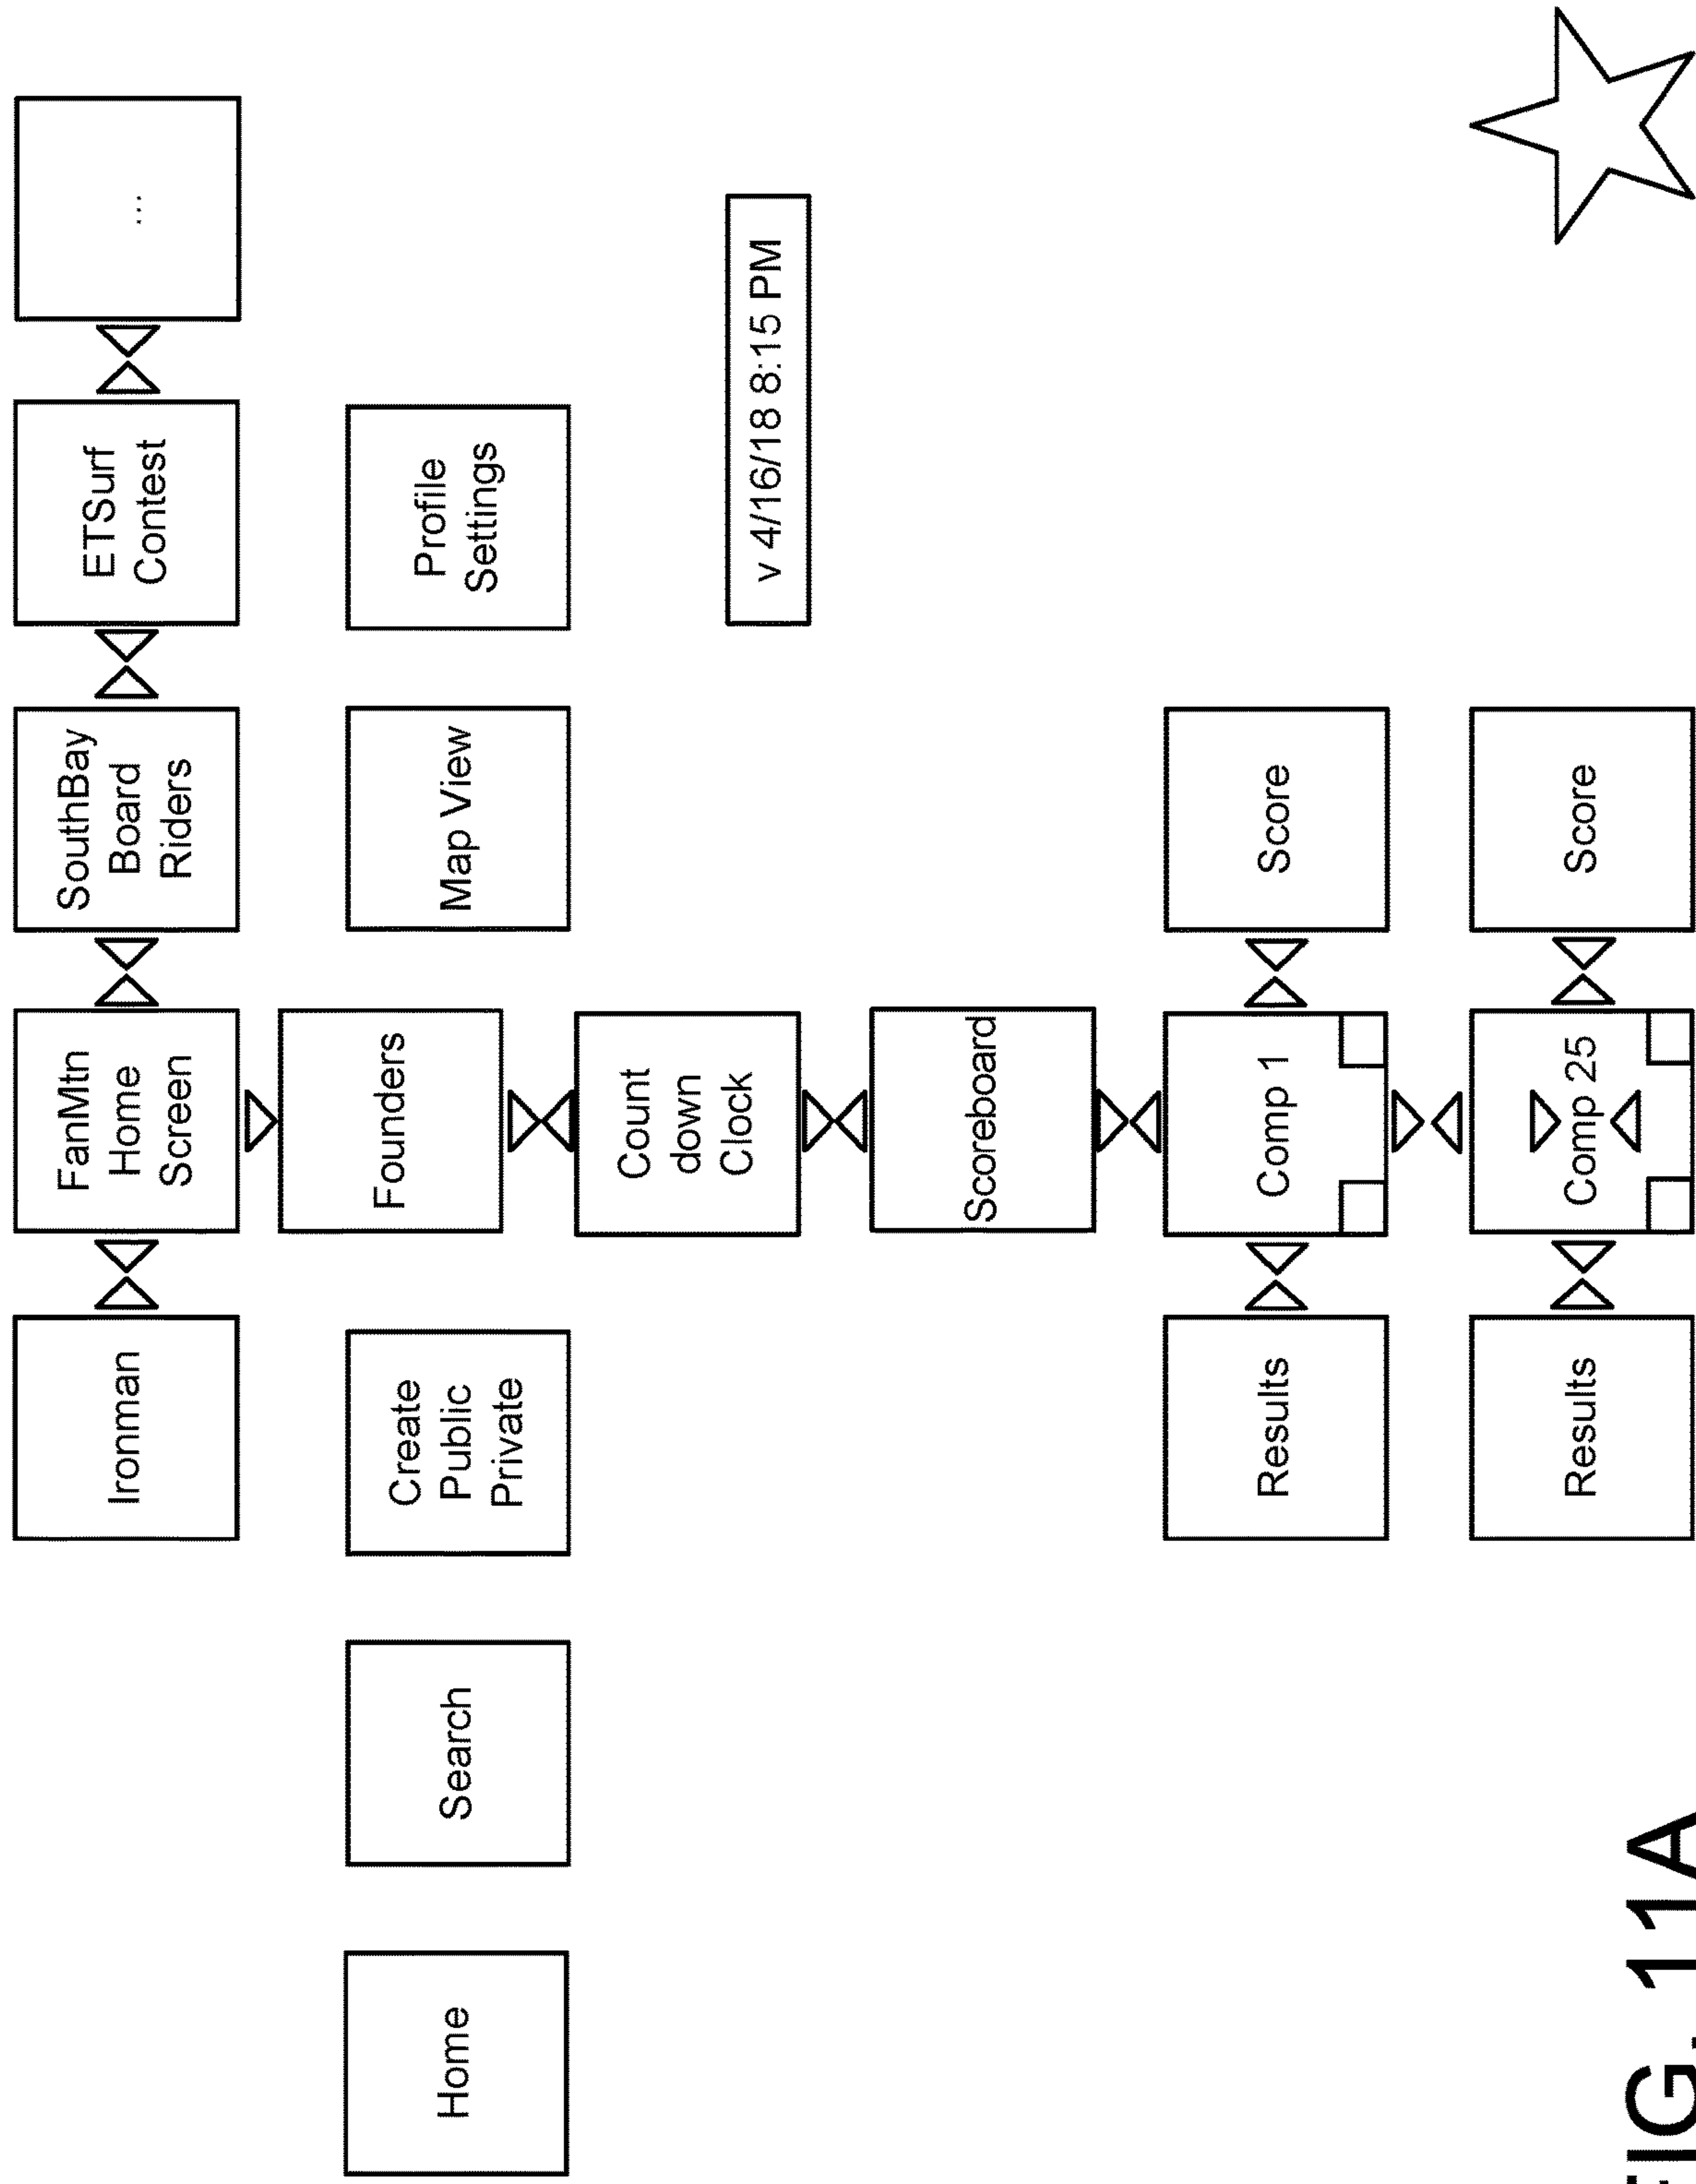 Ironman
FanMtn
Home
Screen
SouthBay
Board
Riders
ETSurf
Contest
...
Home
Search
Create
Public
Private
Founders
Map View
Profile
Settings
Count
down
Clock
v 4/16/18 8:15 PM
Scoreboard
Results
Comp 1
Score
Results
Comp 25
Score
FIG. 11A